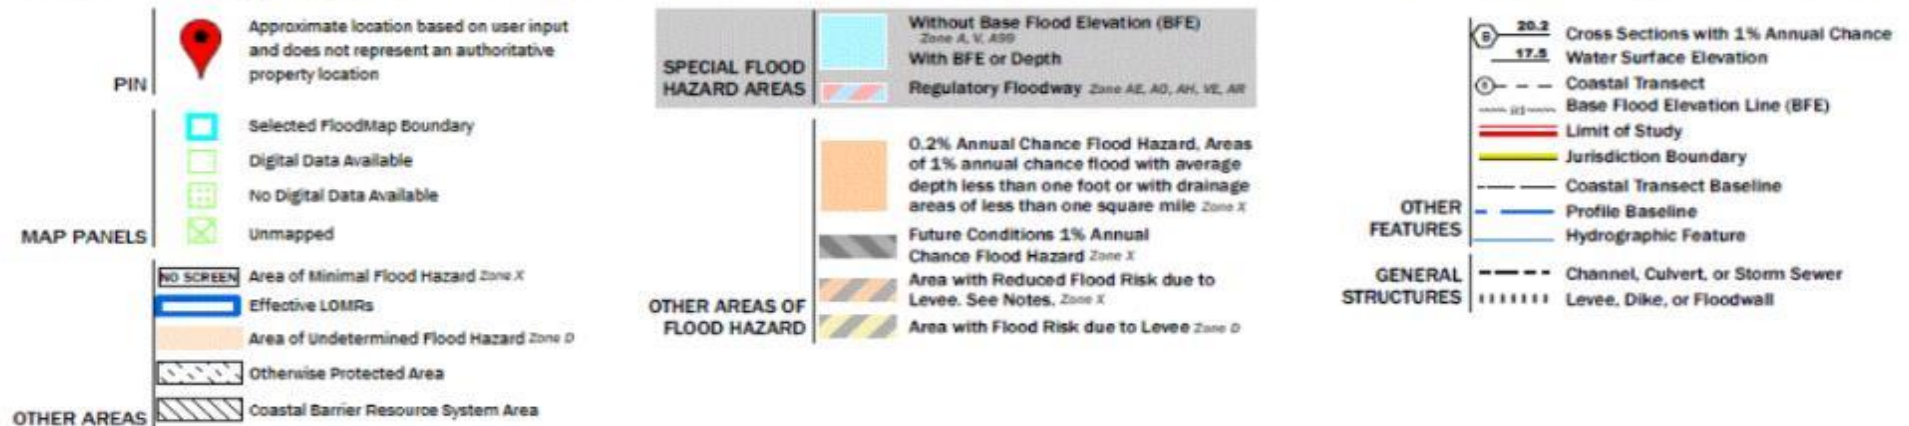 PIN
Approximate location based on user input
and does not represent an authoritative
property location
MAP PANELS
Selected FloodMap Boundary
Digital Data Available
No Digital Data Available
Unmapped
OTHER AREAS
NO SCREEN Area of Minimal Flood Hazard Zone X
Effective LOMRs
Area of Undetermined Flood Hazard Zone D
Otherwise Protected Area
Coastal Barrier Resource System Area
SPECIAL FLOOD
HAZARD AREAS
Without Base Flood Elevation (BFE)
Zone A, V, A99
With BFE or Depth
Regulatory Floodway Zone AE, AO, AH, VE, AR
OTHER AREAS OF
FLOOD HAZARD
0.2% Annual Chance Flood Hazard, Areas
of 1% annual chance flood with average
depth less than one foot or with drainage
areas of less than one square mile Zone X
Future Conditions 1% Annual
Chance Flood Hazard Zone X
Area with Reduced Flood Risk due to
Levee. See Notes. Zone X
Area with Flood Risk due to Levee Zone D
OTHER
FEATURES
B 20.2 Cross Sections with 1% Annual Chance
17.5 Water Surface Elevation
Coastal Transect
Base Flood Elevation Line (BFE)
Limit of Study
Jurisdiction Boundary
Coastal Transect Baseline
Profile Baseline
Hydrographic Feature
GENERAL
STRUCTURES
Channel, Culvert, or Storm Sewer
Levee, Dike, or Floodwall